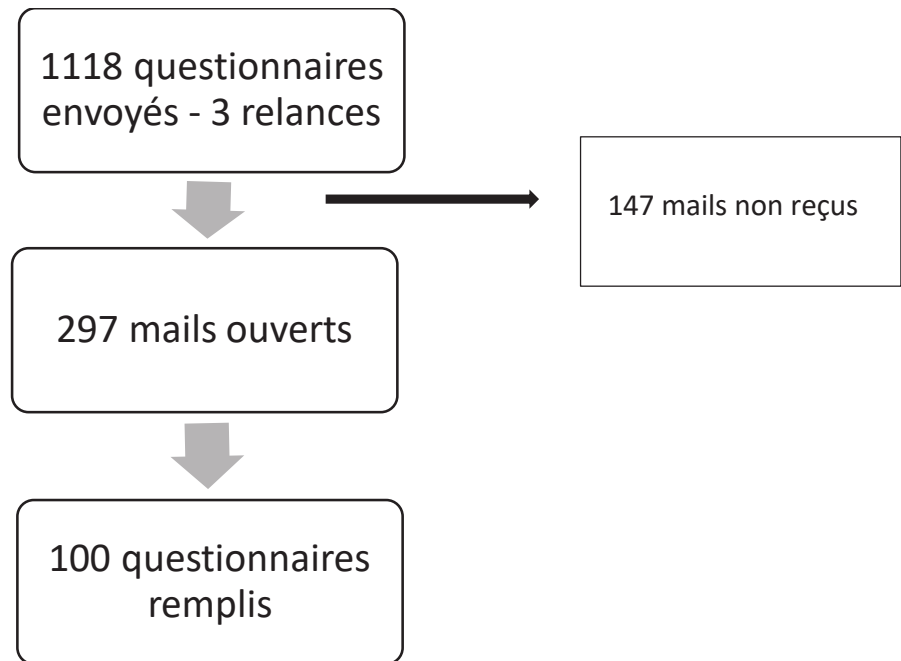 1118 questionnaires
envoyés - 3 relances
147 mails non reçus
297 mails ouverts
100 questionnaires
remplis